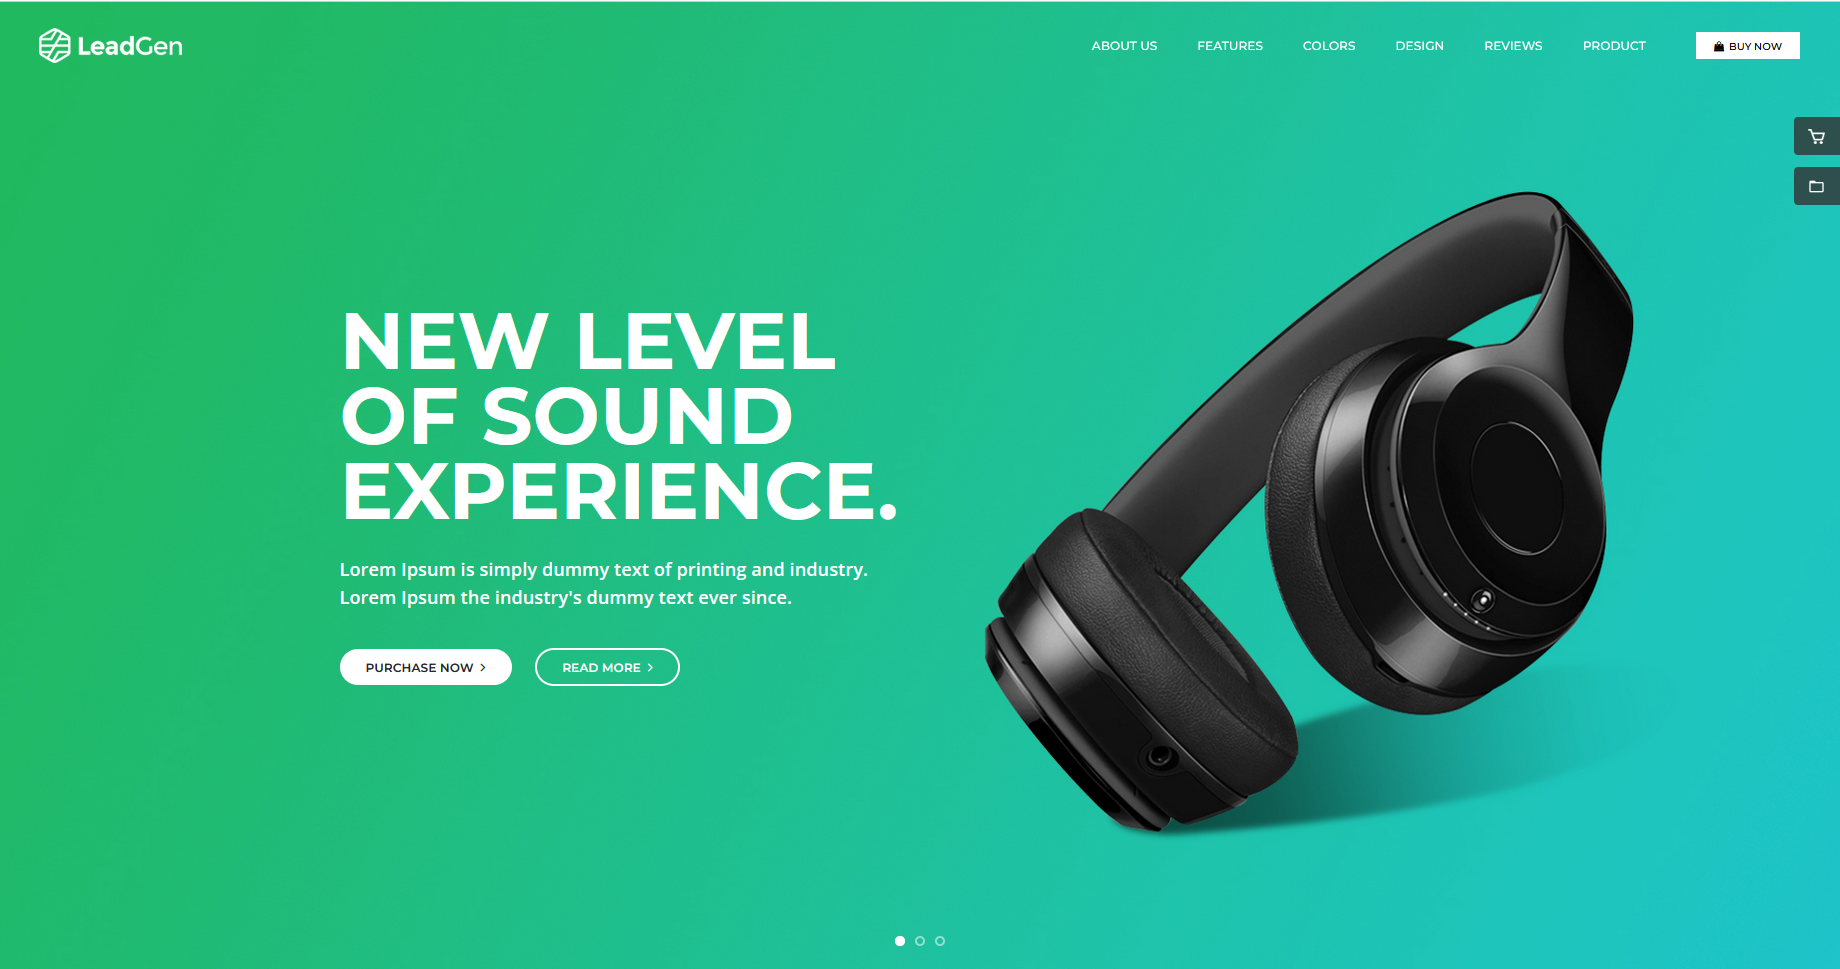 LeadGen
ABOUT US
FEATURES
COLORS
DESIGN
REVIEWS
PRODUCT
BUY NOW
NEW LEVEL
OF SOUND
EXPERIENCE.
Lorem Ipsum is simply dummy text of printing and industry.
Lorem Ipsum the industry's dummy text ever since.
PURCHASE NOW
READ MORE